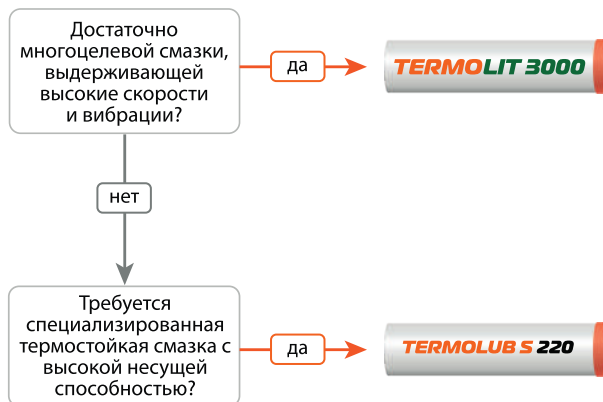 Достаточно
многоцелевой смазки,
выдерживающей
высокие скорости
и вибрации?
да
TERMOLIT 3000
нет
Требуется
специализированная
термостойкая смазка с
высокой несущей
способностью?
да
TERMOLUB S 220